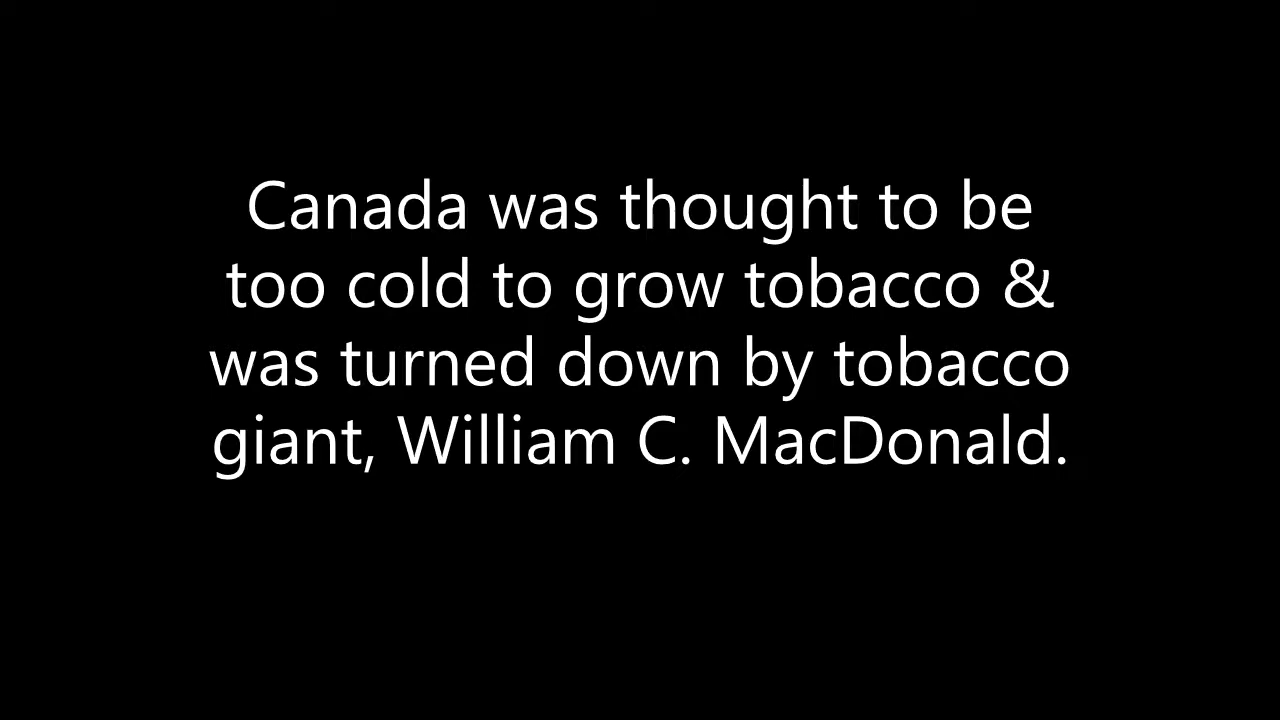 Canada was thought to be
too cold to grow tobacco &
was turned down by tobacco
giant, William C. MacDonald.